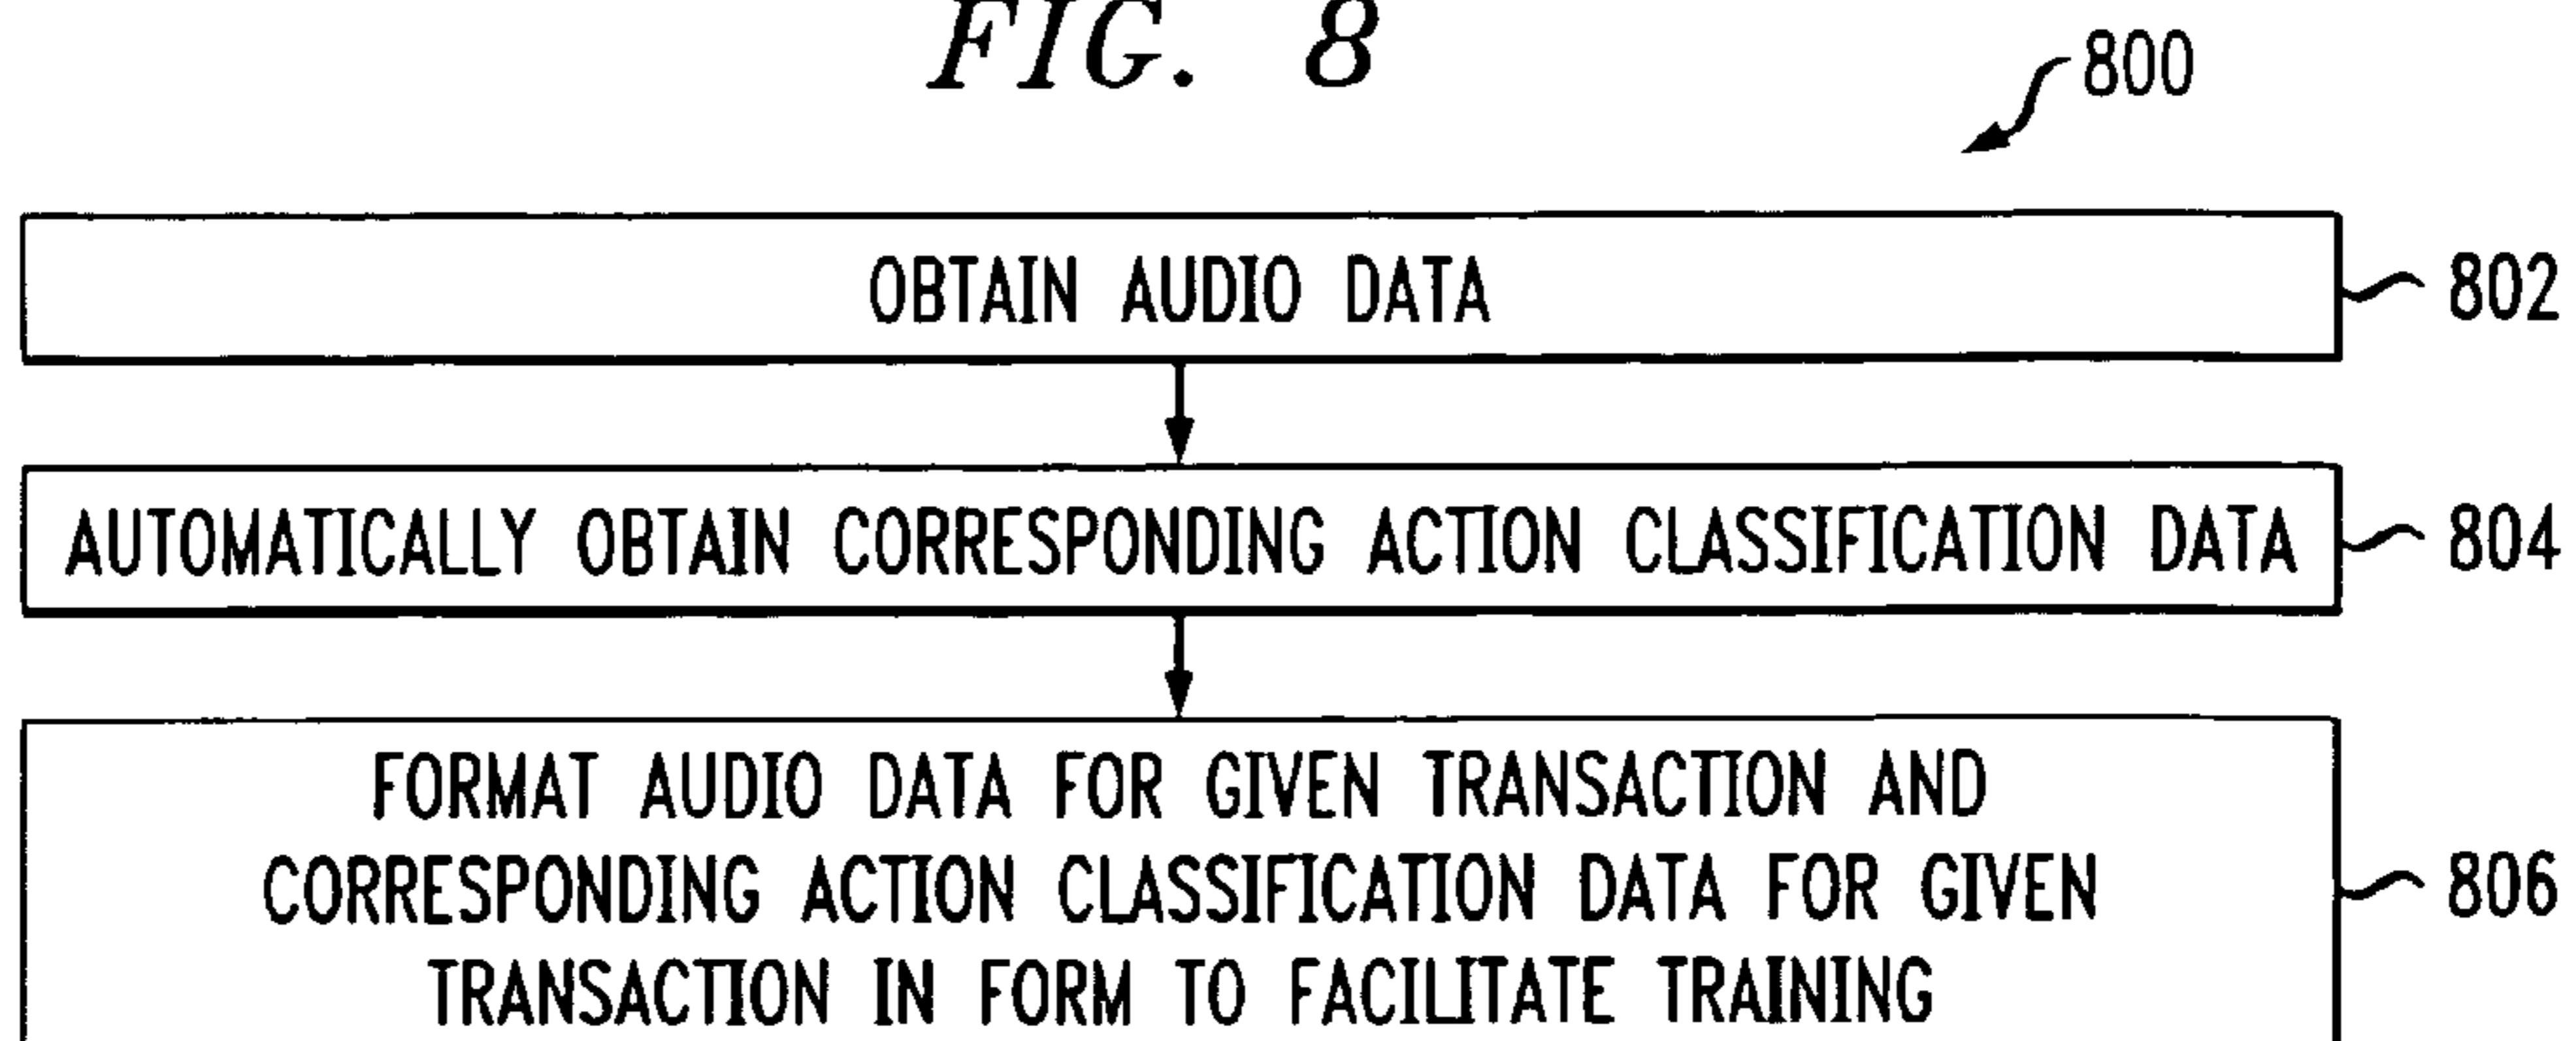 FIG. 8
800
OBTAIN AUDIO DATA
802
AUTOMATICALLY OBTAIN CORRESPONDING ACTION CLASSIFICATION DATA
804
FORMAT AUDIO DATA FOR GIVEN TRANSACTION AND
CORRESPONDING ACTION CLASSIFICATION DATA FOR GIVEN
TRANSACTION IN FORM TO FACILITATE TRAINING
806